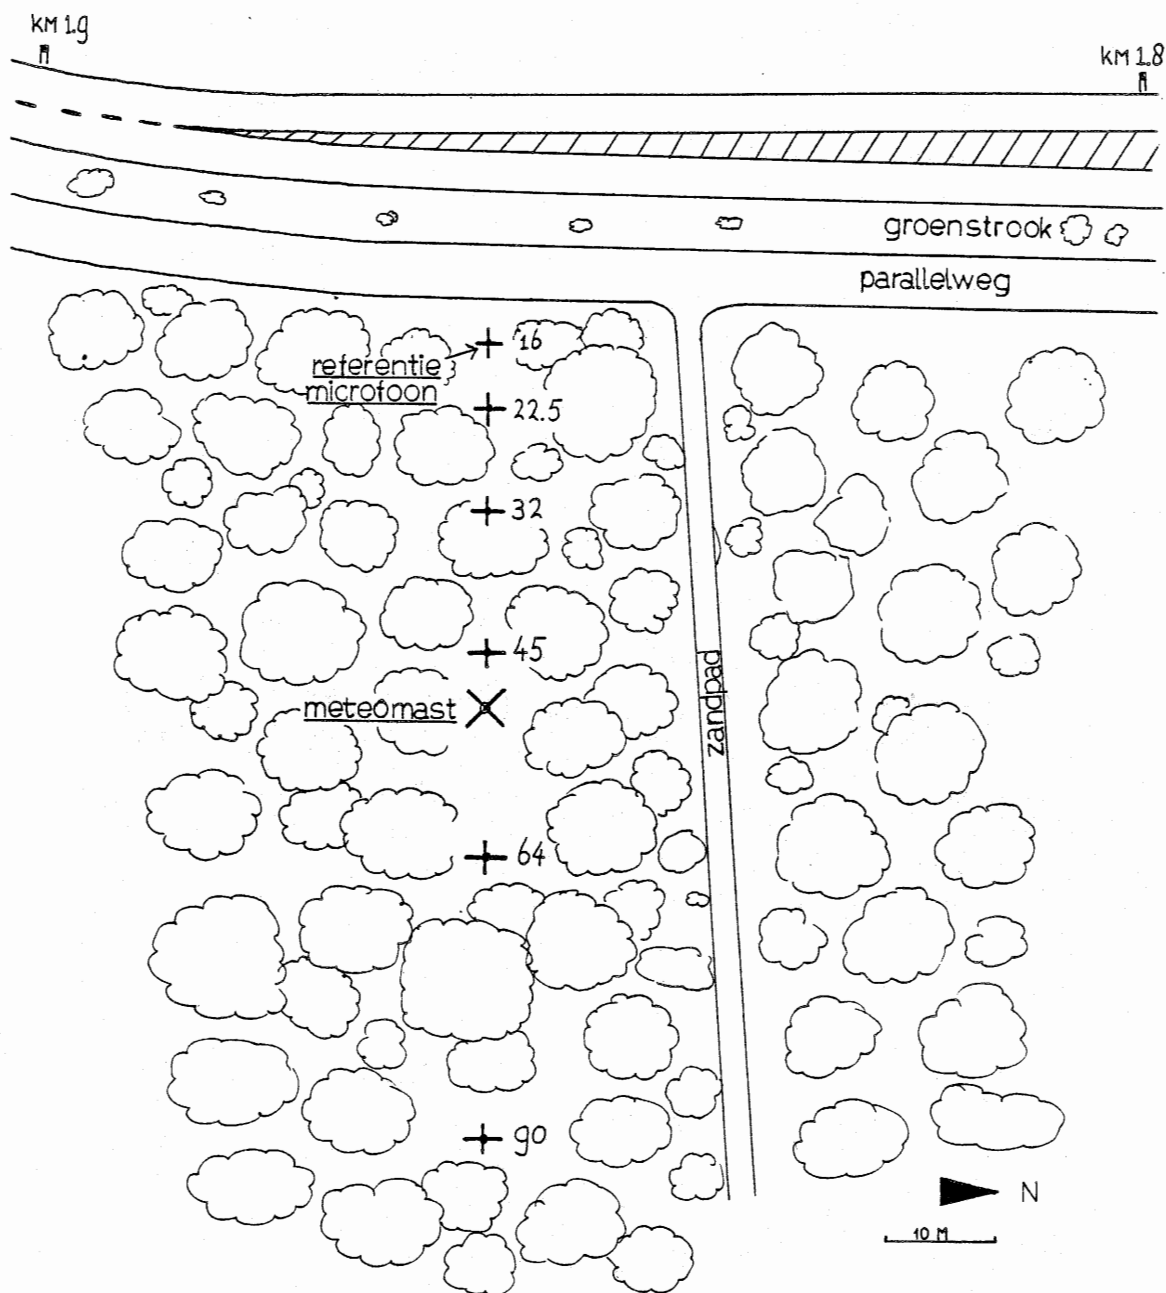 KM 1.9
KM 1.8
groenstrook
parallelweg
16
referentie
microfoon
22.5
32
45
meteomast
zandpad
64
90
N
10 M